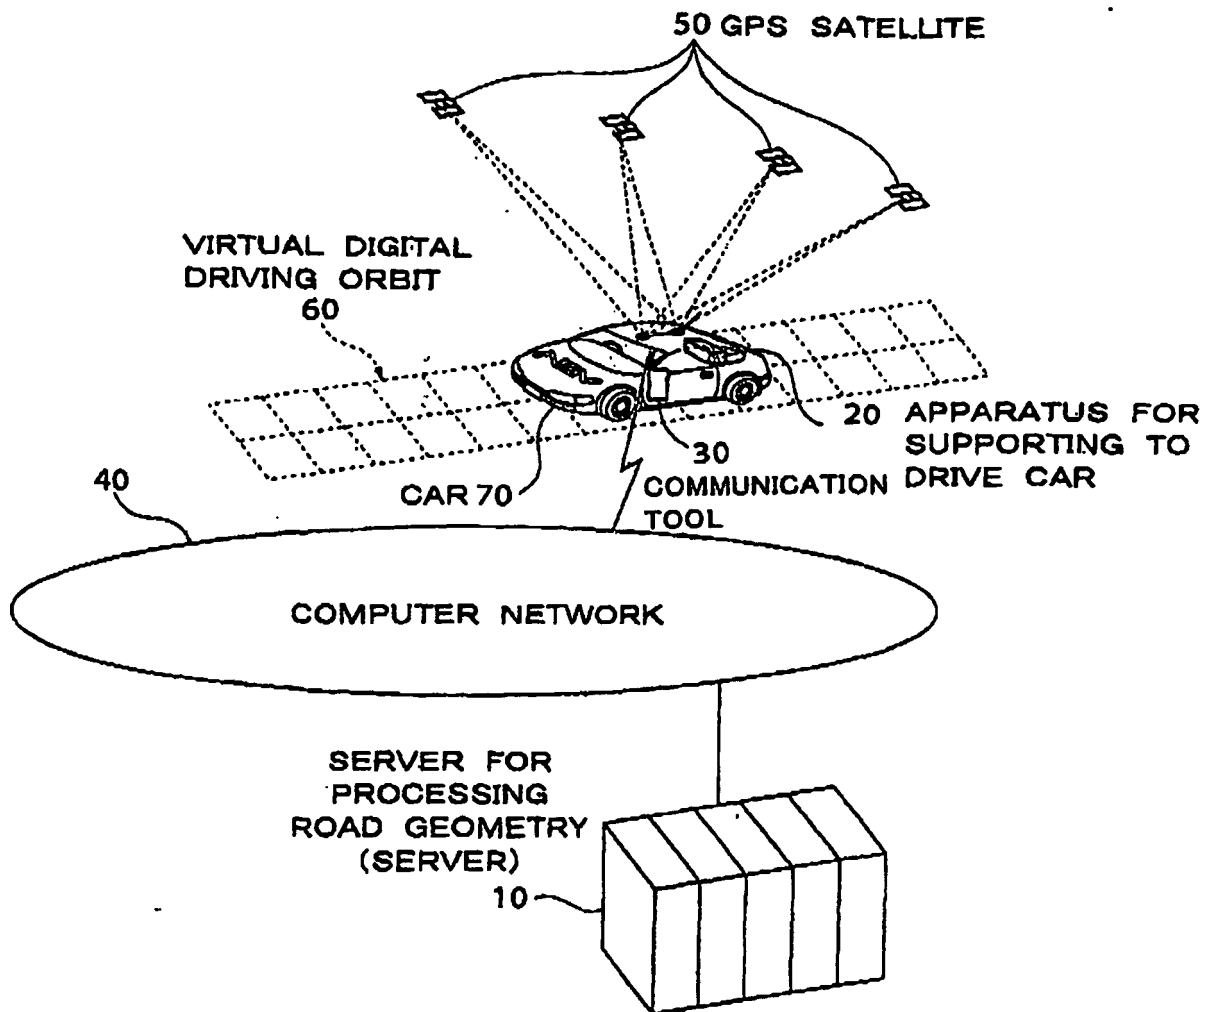 50 GPS SATELLITE
VIRTUAL DIGITAL
DRIVING ORBIT
60
20 APPARATUS FOR
SUPPORTING TO
DRIVE CAR
30
COMMUNICATION
TOOL
CAR 70
40
COMPUTER NETWORK
SERVER FOR
PROCESSING
ROAD GEOMETRY
(SERVER)
10